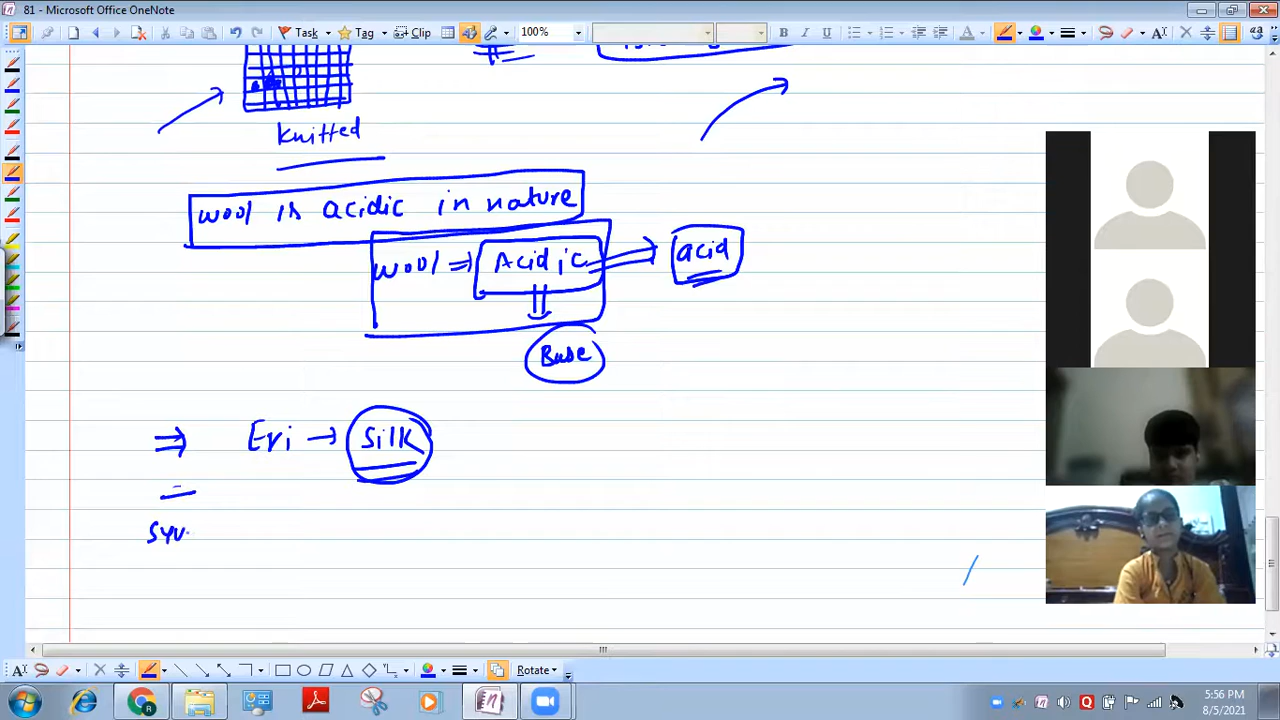 81 - Microsoft Office OneNote
Task Tag Clip 100%
Knitted
Wool is acidic in nature
Wool ⇒ Acidic ⇒ acid
Base
⇒ Eri → Silk
Rotate
5:56 PM
8/5/2021